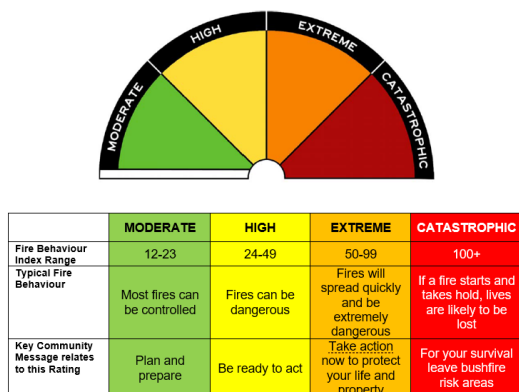 MODERATE
HIGH
EXTREME
CATASTROPHIC
MODERATE HIGH EXTREME CATASTROPHIC
Fire Behaviour
Index Range
12-23 24-49 50-99 100+
Typical Fire
Behaviour
Most fires can
be controlled
Fires can be
dangerous
Fires will
spread quickly
and be
extremely
dangerous
If a fire starts and
takes hold, lives
are likely to be
lost
Key Community
Message relates
to this Rating
Plan and
prepare
Be ready to act
Take action
now to protect
your life and
property
For your survival
leave bushfire
risk areas